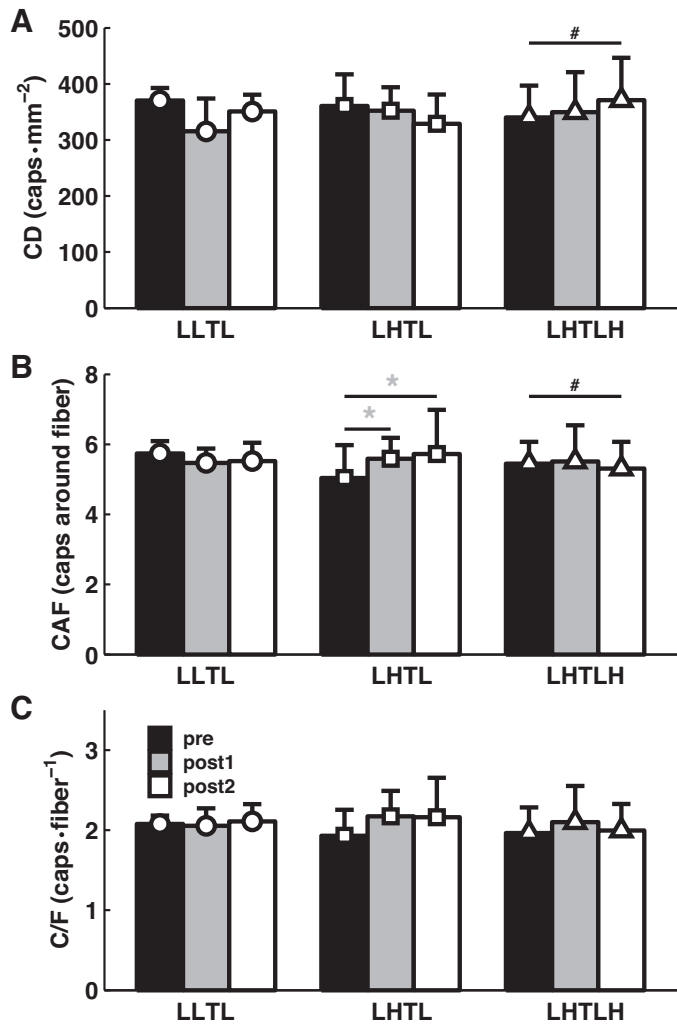 A
CD (caps·mm−2)
500
400
300
200
100
0
#
LLTL LHTL LHTLH
B
CAF (caps around fiber)
8
6
4
2
0
*
*
#
LLTL LHTL LHTLH
C
C/F (caps·fiber−1)
3
2
1
0
pre
post1
post2
LLTL LHTL LHTLH